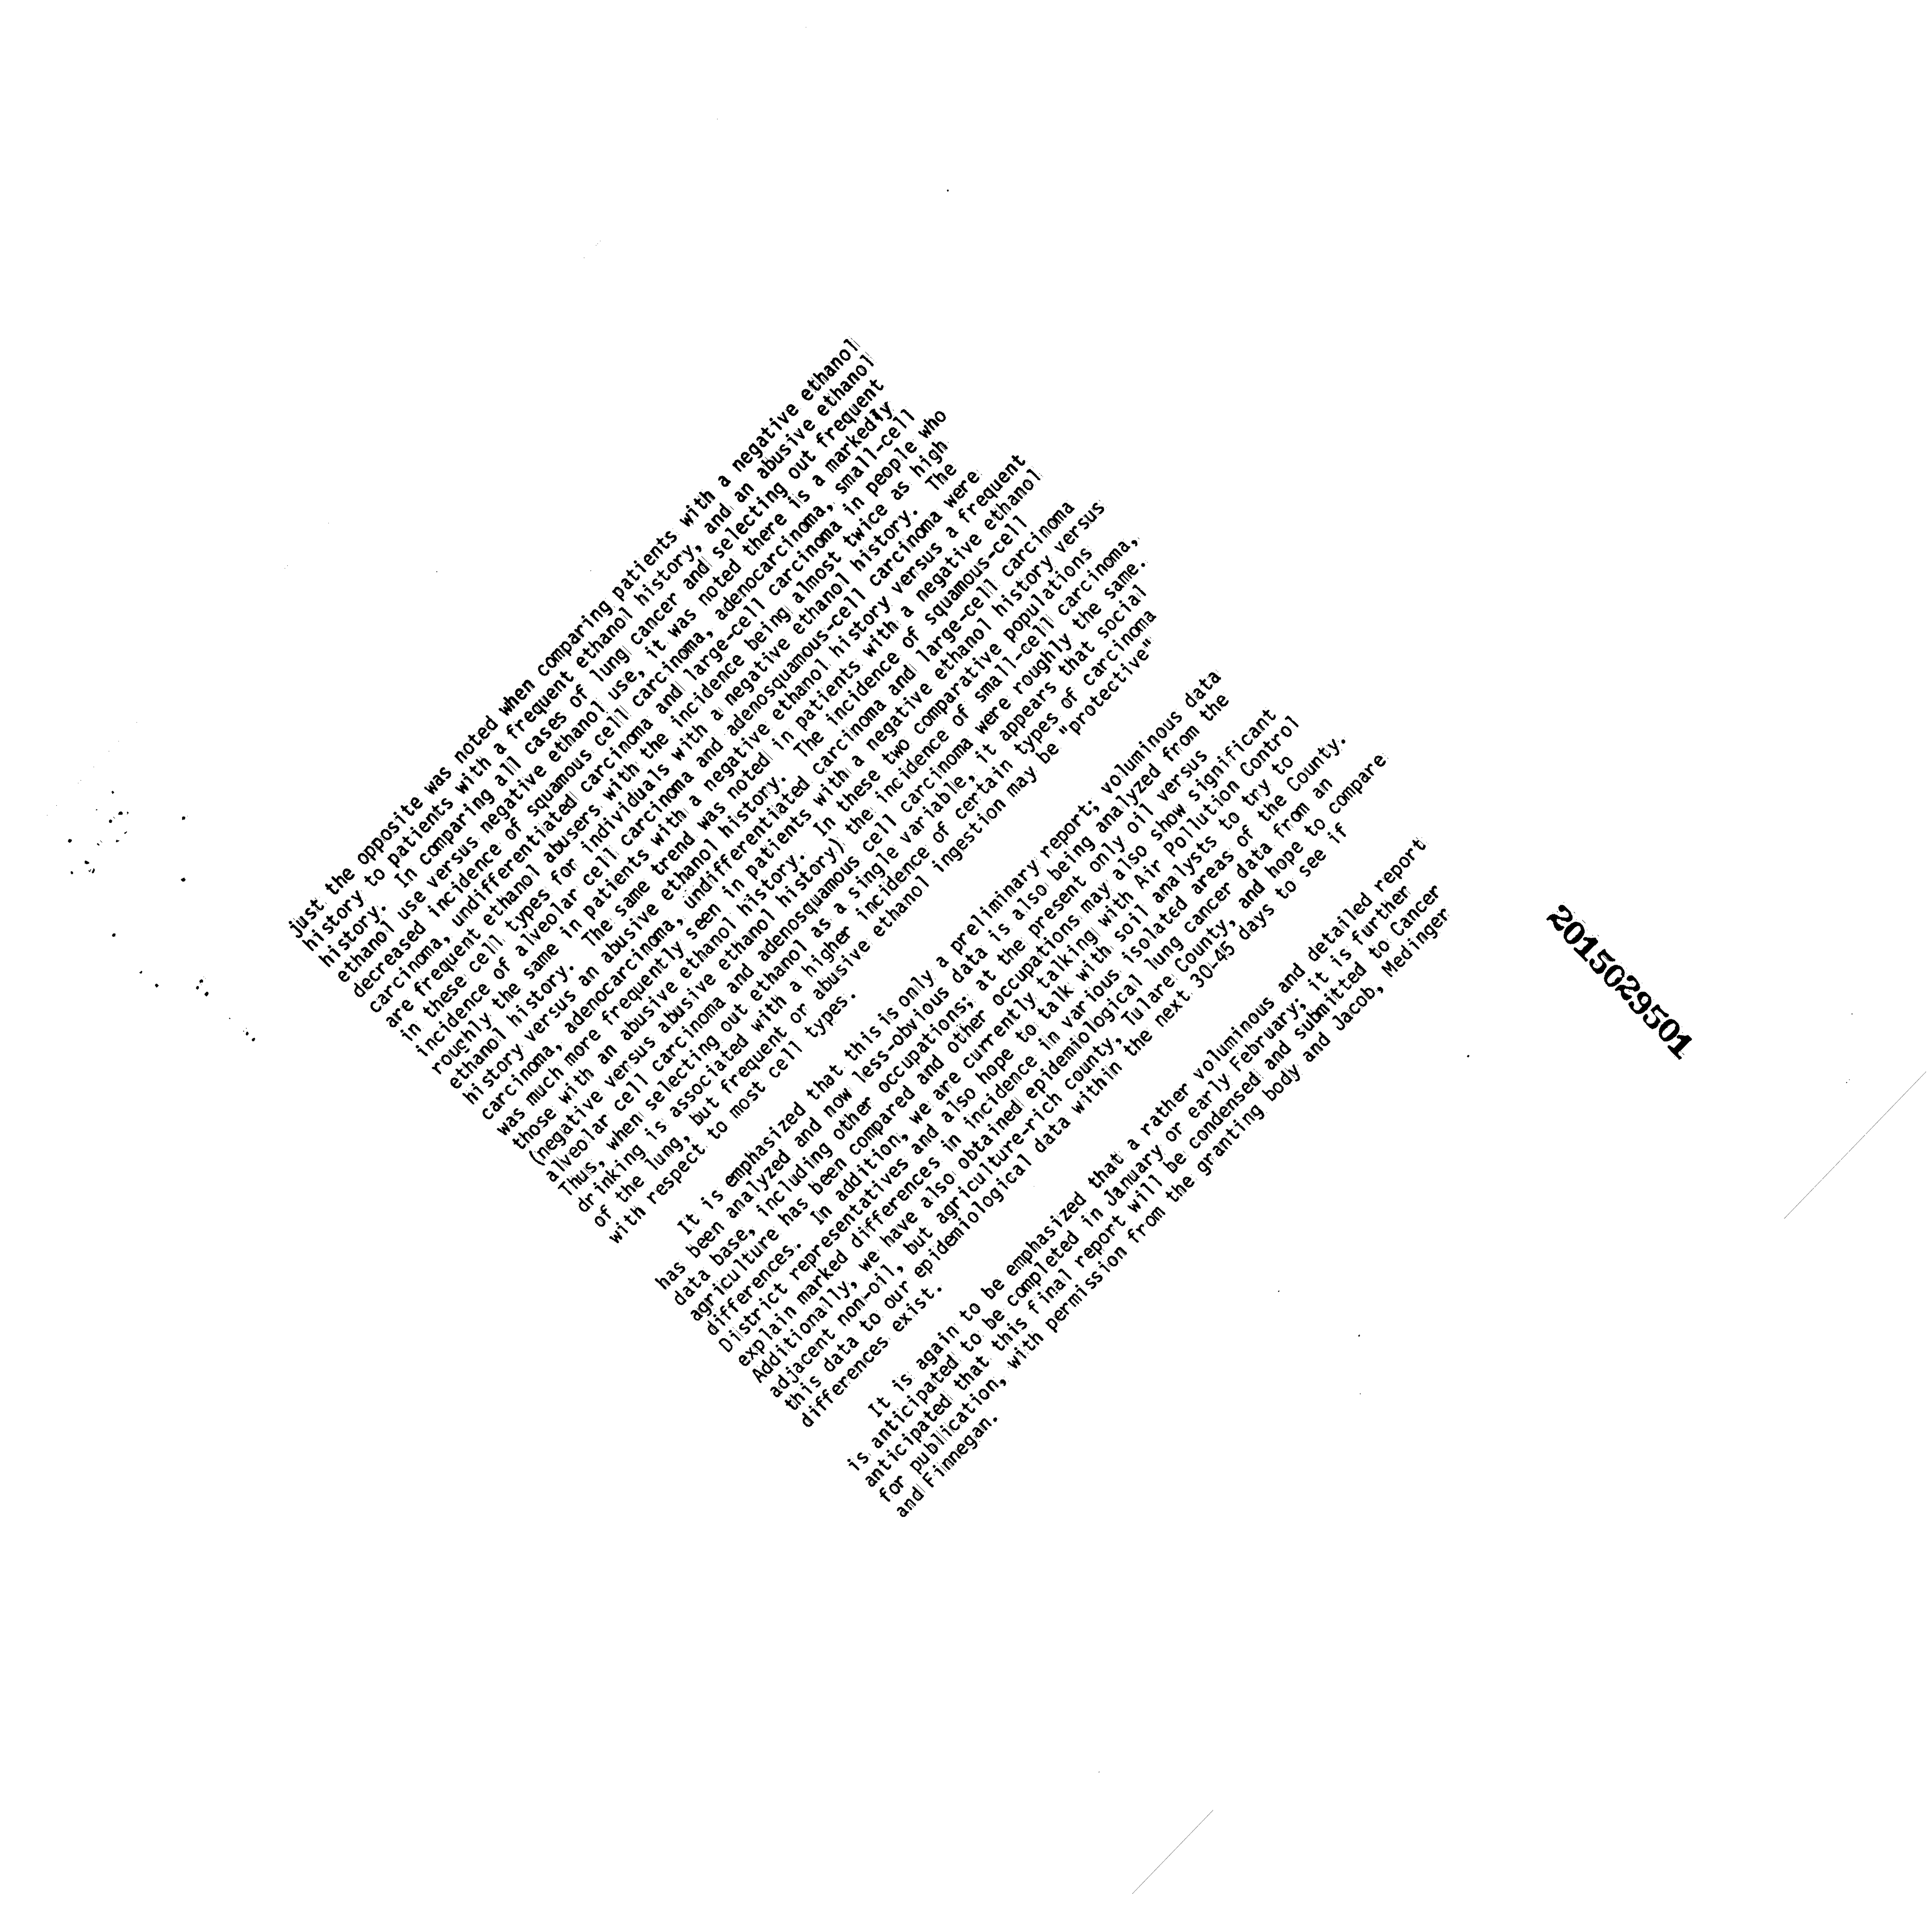 just the opposite was noted when comparing patients with a negative ethanol
history to patients with a frequent ethanol history, and an abusive ethanol
history. In comparing all cases of lung cancer and selecting out frequent
ethanol use versus negative ethanol use, it was noted there is a markedly
decreased incidence of squamous cell carcinoma, adenocarcinoma, small-cell
carcinoma, undifferentiated carcinoma and large-cell carcinoma in people who
are frequent ethanol abusers with the incidence being almost twice as high
in these cell types for individuals with a negative ethanol history. The
incidence of alveolar cell carcinoma and adenosquamous-cell carcinoma were
roughly the same in patients with a negative ethanol history versus a frequent
ethanol history. The same trend was noted in patients with a negative ethanol
history versus an abusive ethanol history. The incidence of squamous-cell
carcinoma, adenocarcinoma, undifferentiated carcinoma and large-cell carcinoma
was much more frequently seen in patients with a negative ethanol history versus
those with an abusive ethanol history. In these two comparative populations
(negative versus abusive ethanol history) the incidence of small-cell carcinoma,
alveolar cell carcinoma and adenosquamous cell carcinoma were roughly the same.
Thus, when selecting out ethanol as a single variable, it appears that social
drinking is associated with a higher incidence of certain types of carcinoma
of the lung, but frequent or abusive ethanol ingestion may be "protective"
with respect to most cell types.
It is emphasized that this is only a preliminary report; voluminous data
has been analyzed and now less-obvious data is also being analyzed from the
data base, including other occupations; at the present only oil versus
agriculture has been compared and other occupations may also show significant
differences. In addition, we are currently talking with Air Pollution Control
District representatives and also hope to talk with soil analysts to try to
explain marked differences in incidence in various isolated areas of the County.
Additionally, we have also obtained epidemiological lung cancer data from an
adjacent non-oil, but agriculture-rich county, Tulare County, and hope to compare
this data to our epidemiological data within the next 30-45 days to see if
differences exist.
It is again to be emphasized that a rather voluminous and detailed report
is anticipated to be completed in January or early February; it is further
anticipated that this final report will be condensed and submitted to Cancer
for publication, with permission from the granting body and Jacob, Medinger
and Finnegan.
2015029501